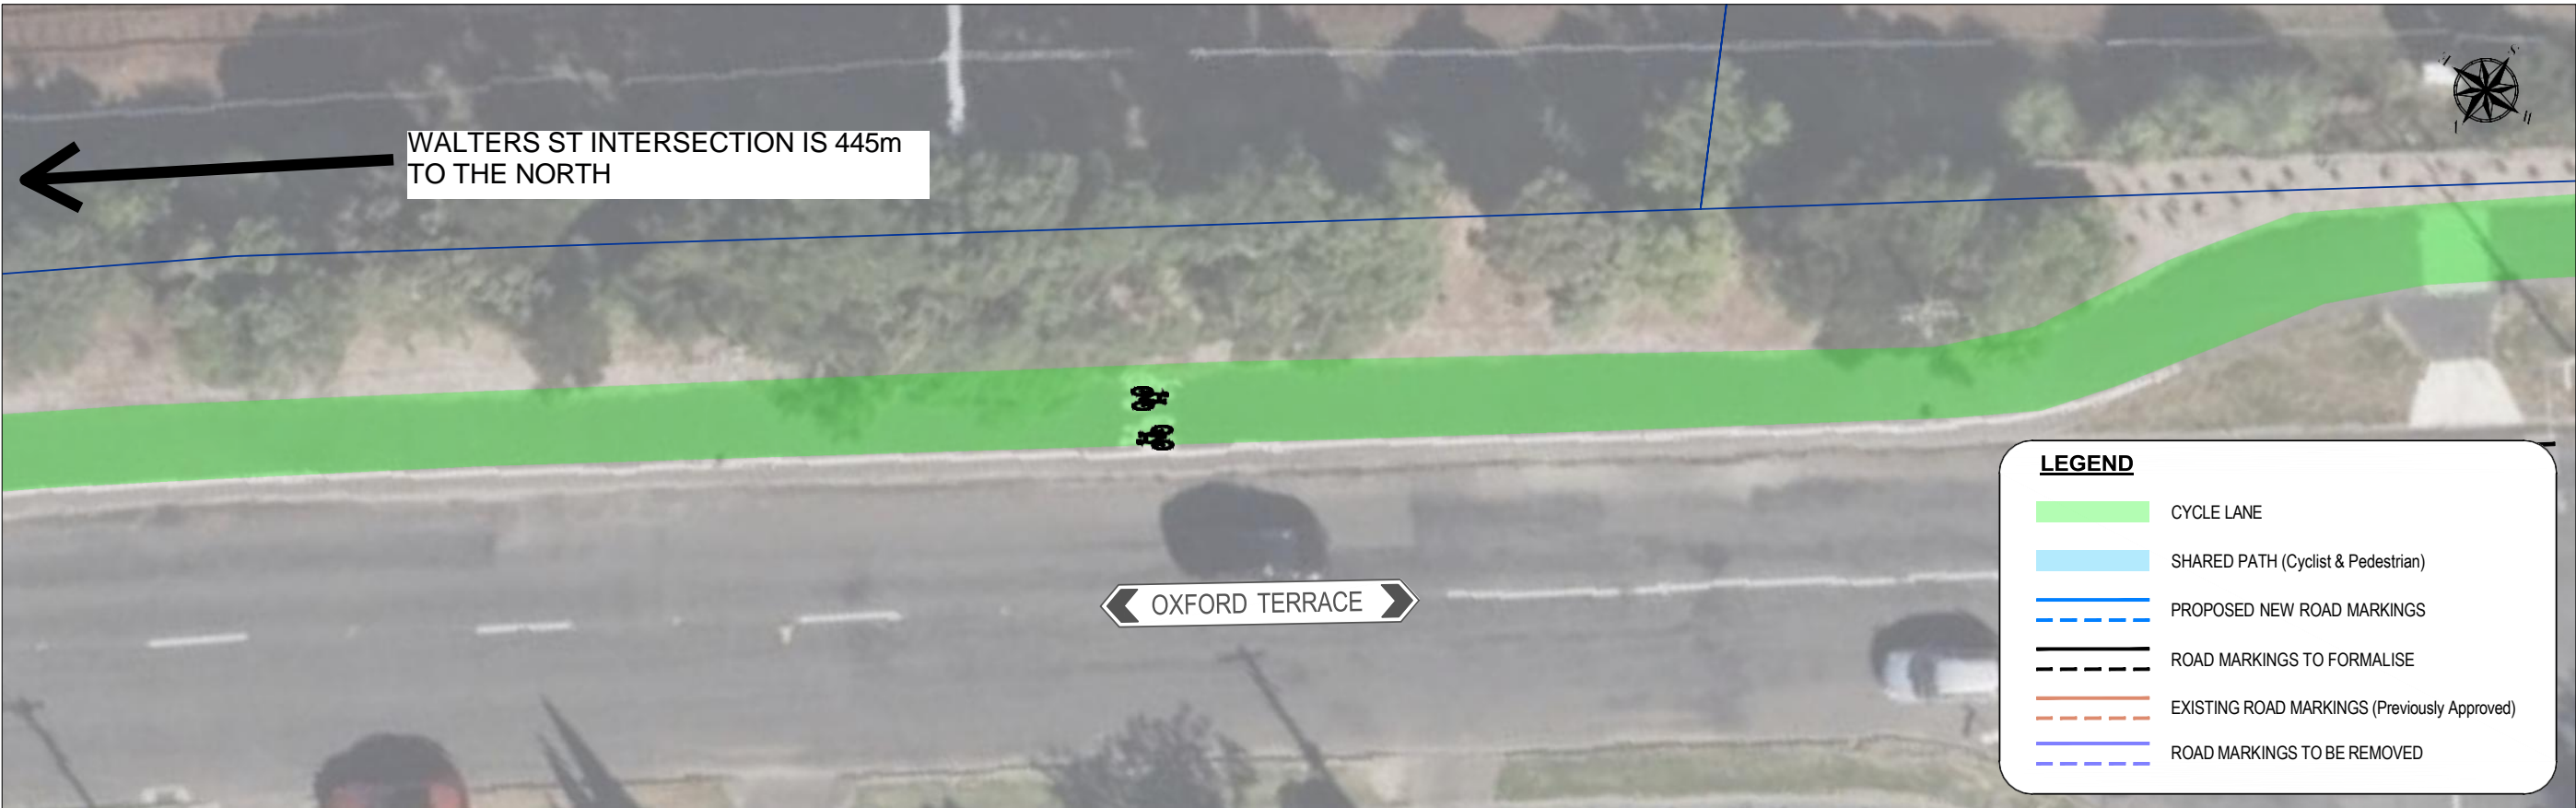 WALTERS ST INTERSECTION IS 445m
TO THE NORTH
S
OXFORD TERRACE
LEGEND
CYCLE LANE
SHARED PATH (Cyclist & Pedestrian)
PROPOSED NEW ROAD MARKINGS
ROAD MARKINGS TO FORMALISE
EXISTING ROAD MARKINGS (Previously Approved)
ROAD MARKINGS TO BE REMOVED